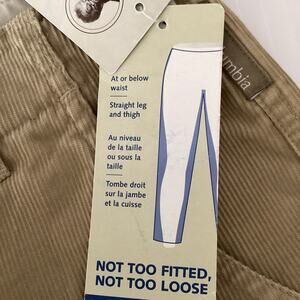 At or below
waist
Straight leg
and thigh
Au niveau
de la taille
ou sous la
taille
Tombe droit
sur la jambe
et la cuisse
NOT TOO FITTED,
NOT TOO LOOSE
umbia